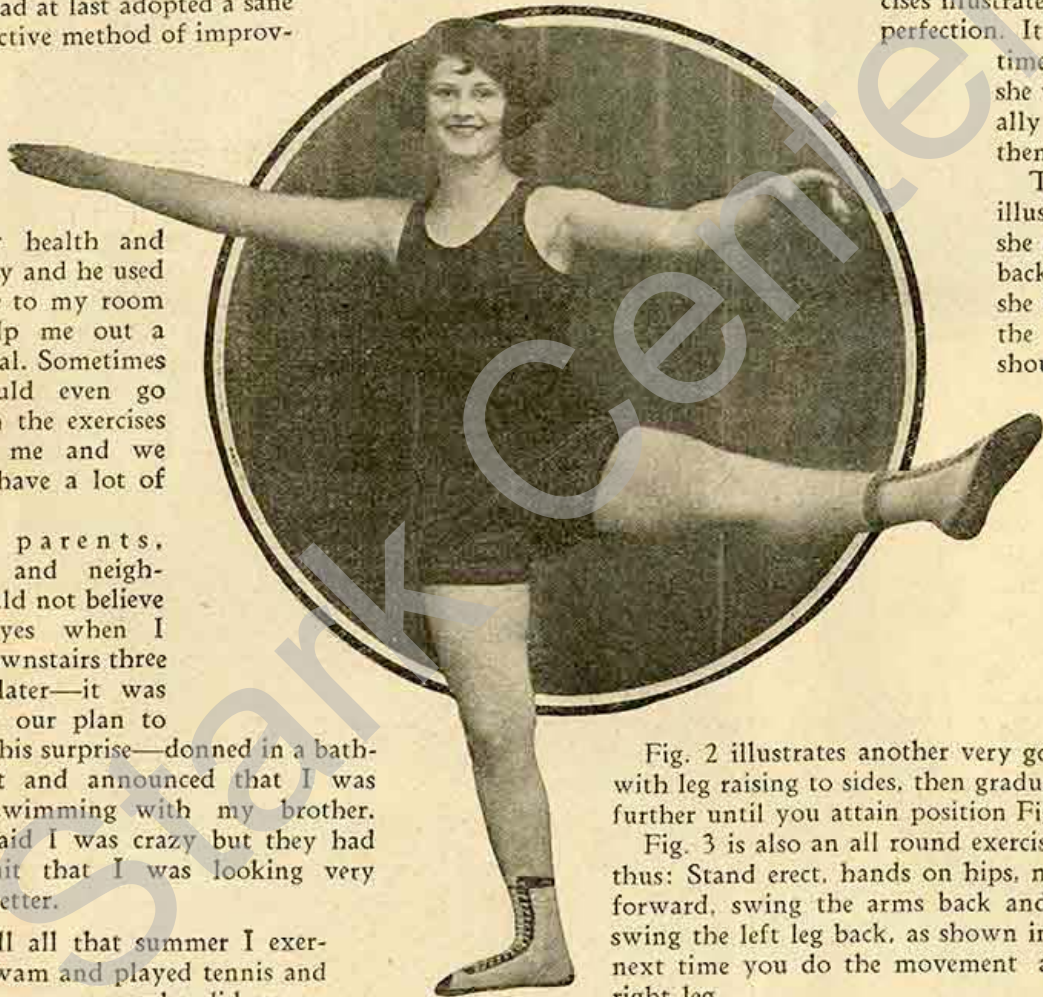 ad at last adopted a sane
ctive method of improv-
health and
y and he used
to my room
lp me out a
al. Sometimes
uld even go
the exercises
me and we
have a lot of
parents,
and neigh-
ld not believe
yes when I
wnstairs three
later—it was
our plan to
his surprise—donned in a bath-
t and announced that I was
swimming with my brother.
aid I was crazy but they had
it that I was looking very
etter.
ll all that summer I exer-
wam and played tennis and
cises illustrate
perfection. It
time
she
ally
then
T
illus
she
back
she
the
shou
Fig. 2 illustrates another very go
with leg raising to sides, then gradu
further until you attain position Fi
Fig. 3 is also an all round exercis
thus: Stand erect, hands on hips, n
forward, swing the arms back and
swing the left leg back, as shown in
next time you do the movement a
right leg
Stark Center